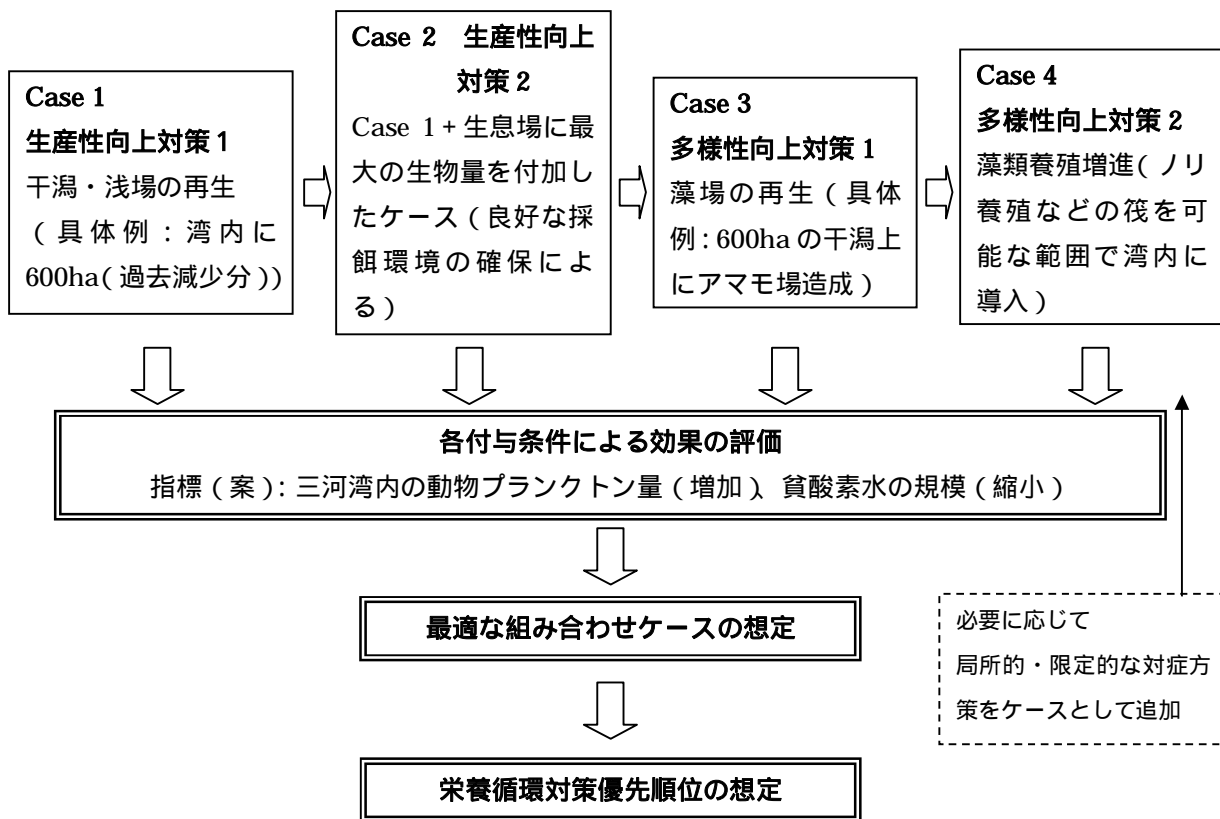 Case 1
生産性向上対策1
干潟・浅場の再生
（具体例：湾内に
600ha（過去減少分））
Case 2　生産性向上
対策2
Case 1+生息場に最
大の生物量を付加し
たケース（良好な採
餌環境の確保によ
る）
Case 3
多様性向上対策1
藻場の再生（具体
例：600haの干潟上
にアマモ場造成）
Case 4
多様性向上対策2
藻類養殖増進（ノリ
養殖などの筏を可
能な範囲で湾内に
導入）
各付与条件による効果の評価
指標（案）：三河湾内の動物プランクトン量（増加）、貧酸素水の規模（縮小）
最適な組み合わせケースの想定
必要に応じて
局所的・限定的な対症方
策をケースとして追加
栄養循環対策優先順位の想定